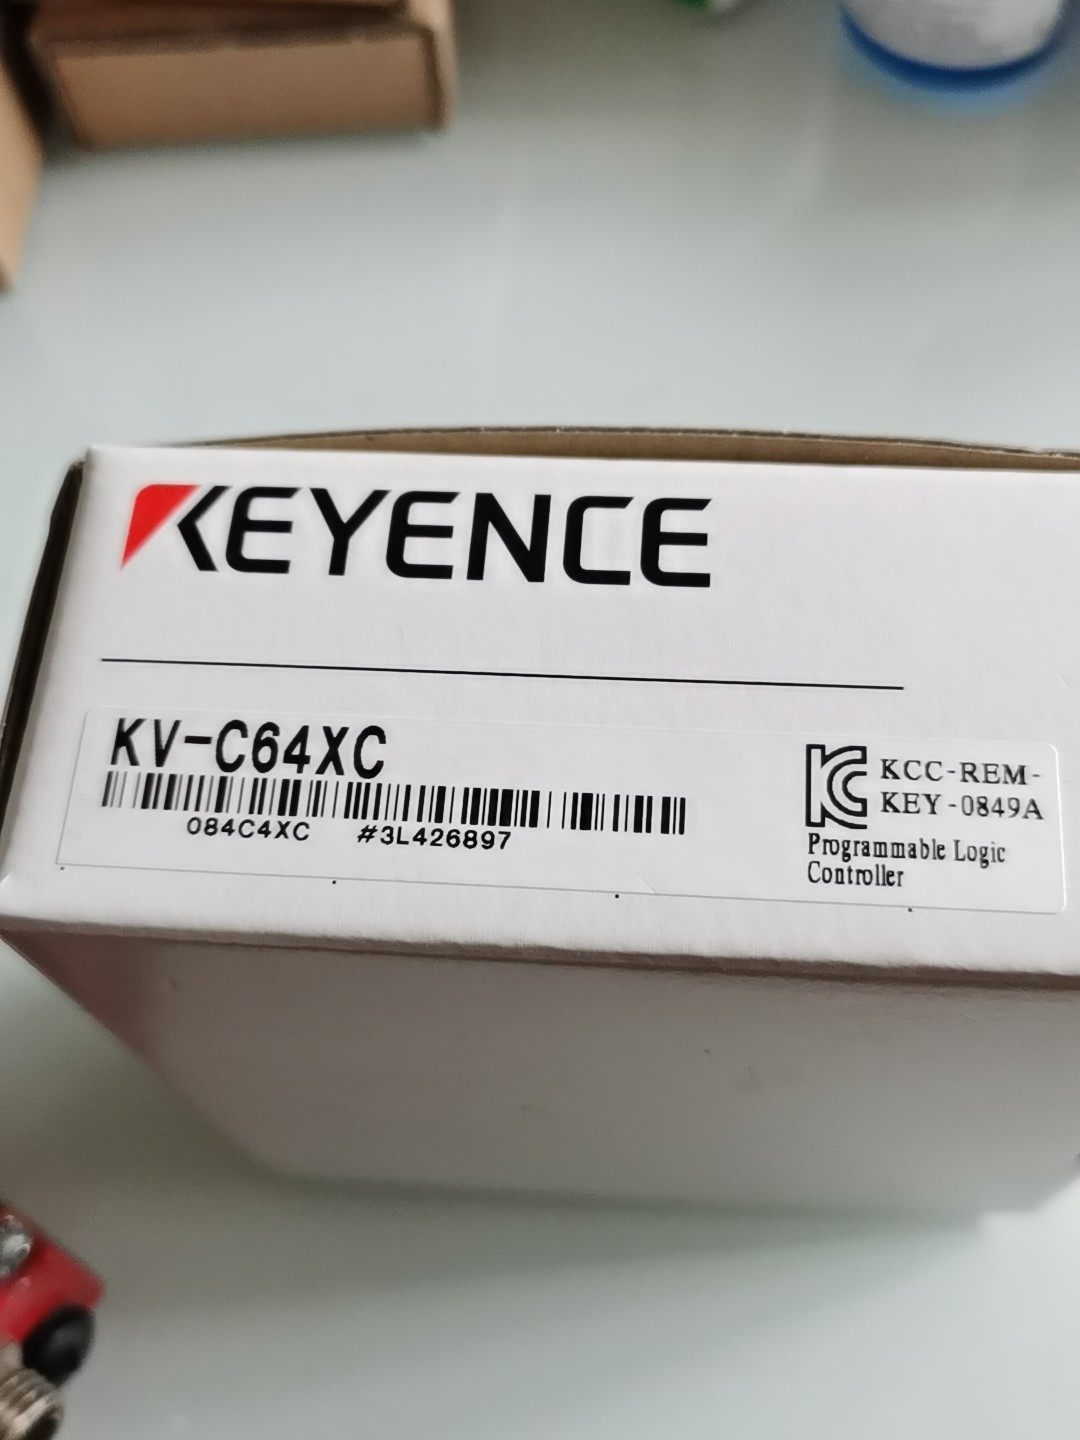 KEYENCE
KV-C64XC
084C4XC #3L426897
KCC-REM-
KEY-0849A
Programmable Logic
Controller